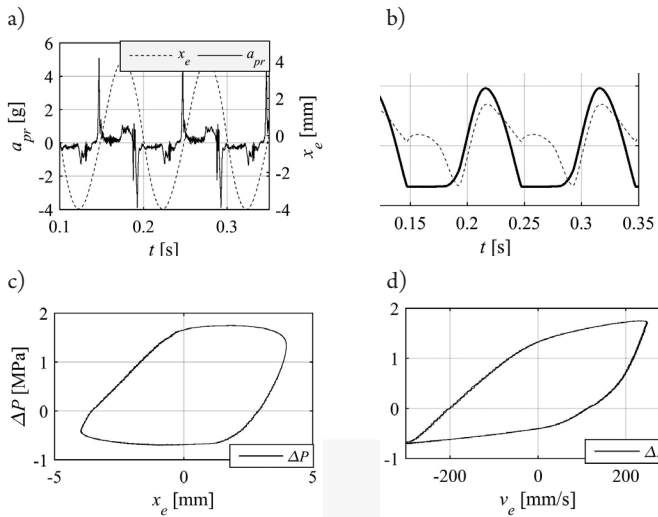 a)
b)
x_e a_pr
6
4
2
0
-2
-4
4
2
0
-2
-4
a_pr [g]
x_e [mm]
0.1 0.2 0.3
t [s]
0.15 0.2 0.25 0.3 0.35
t [s]
c)
d)
2
1
0
-1
ΔP [MPa]
-5 0 5
x_e [mm]
ΔP
2
1
0
-1
-200 0 200
v_e [mm/s]